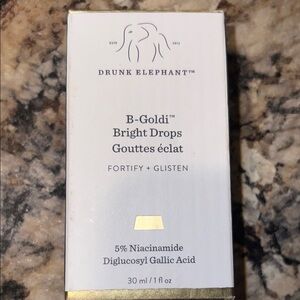 DRUNK ELEPHANT™
B-Goldi™
Bright Drops
Gouttes éclat
FORTIFY + GLISTEN
5% Niacinamide
Diglucosyl Gallic Acid
30 ml / 1 fl oz